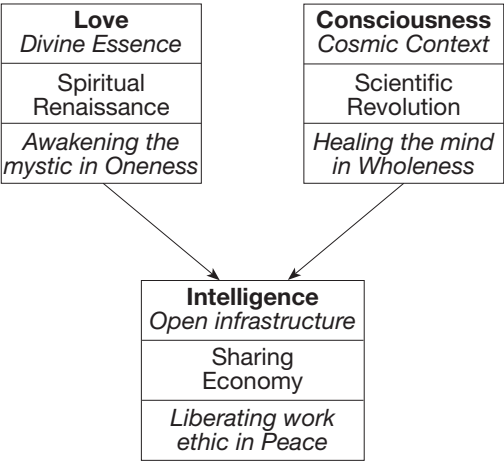 Love
Divine Essence
Spiritual
Renaissance
Awakening the
mystic in Oneness
Consciousness
Cosmic Context
Scientific
Revolution
Healing the mind
in Wholeness
Intelligence
Open infrastructure
Sharing
Economy
Liberating work
ethic in Peace